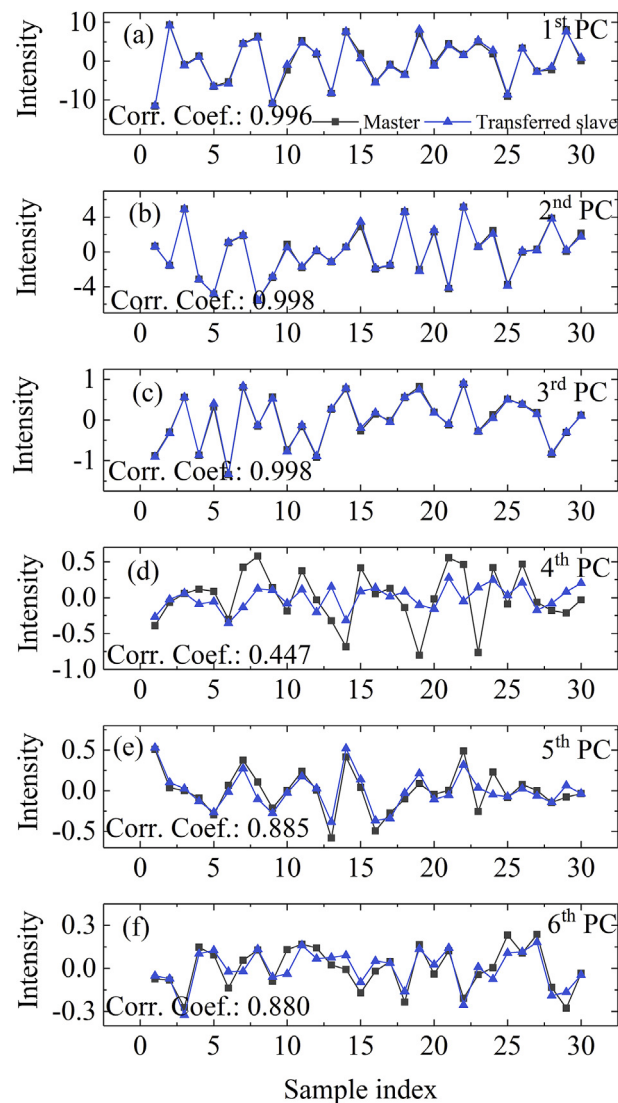 10
0
-10
Intensity
(a)
1st PC
Corr. Coef.: 0.996
Master
Transferred slave
0 5 10 15 20 25 30
4
0
-4
Intensity
(b)
2nd PC
Corr. Coef.: 0.998
0 5 10 15 20 25 30
1
0
-1
Intensity
(c)
3rd PC
Corr. Coef.: 0.998
0 5 10 15 20 25 30
0.5
0.0
-0.5
-1.0
Intensity
(d)
4th PC
Corr. Coef.: 0.447
0 5 10 15 20 25 30
0.5
0.0
-0.5
Intensity
(e)
5th PC
Corr. Coef.: 0.885
0 5 10 15 20 25 30
0.3
0.0
-0.3
Intensity
(f)
6th PC
Corr. Coef.: 0.880
0 5 10 15 20 25 30
Sample index